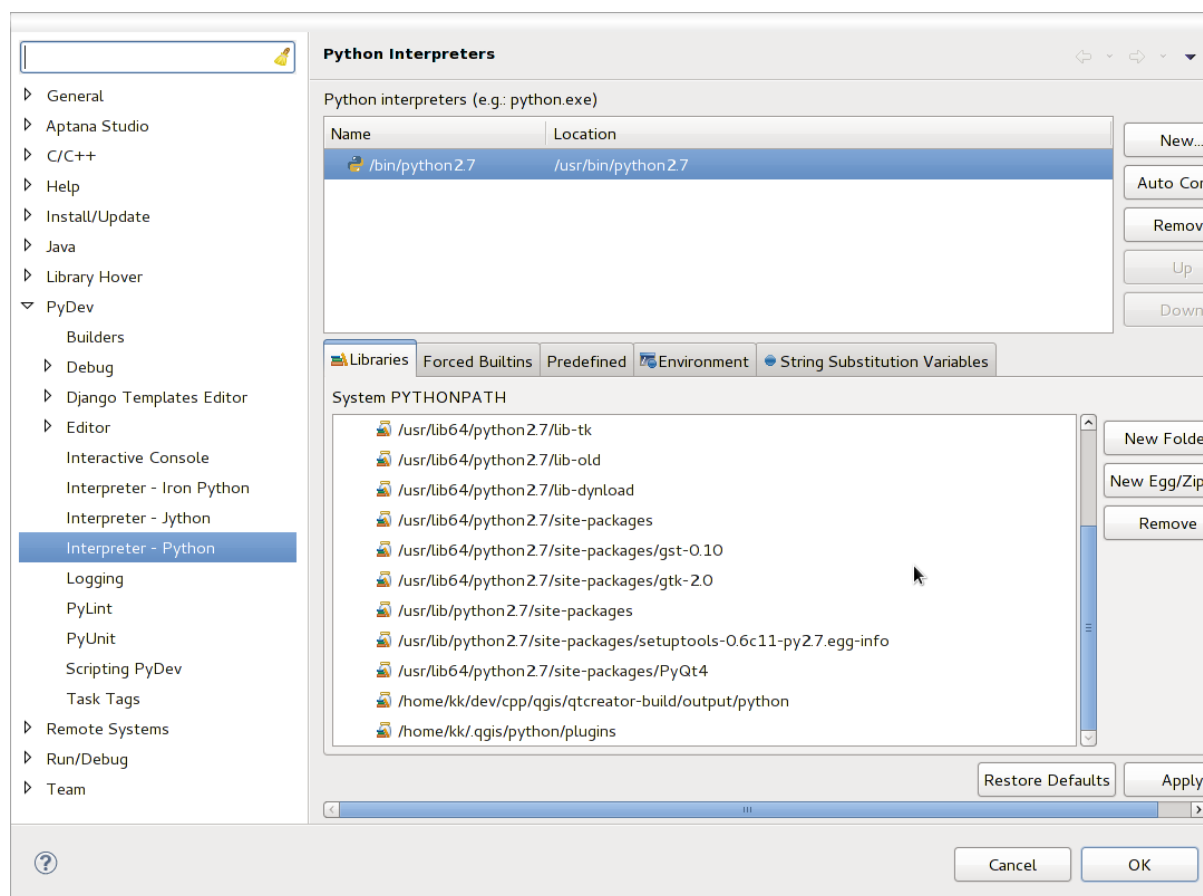 Python Interpreters
General
Aptana Studio
C/C++
Help
Install/Update
Java
Library Hover
PyDev
Builders
Debug
Django Templates Editor
Editor
Interactive Console
Interpreter - Iron Python
Interpreter - Jython
Interpreter - Python
Logging
PyLint
PyUnit
Scripting PyDev
Task Tags
Remote Systems
Run/Debug
Team
Python interpreters (e.g.: python.exe)
Name Location
/bin/python2.7 /usr/bin/python2.7
New...
Auto Con
Remov
Up
Down
Libraries Forced Builtins Predefined Environment String Substitution Variables
System PYTHONPATH
/usr/lib64/python2.7/lib-tk
/usr/lib64/python2.7/lib-old
/usr/lib64/python2.7/lib-dynload
/usr/lib64/python2.7/site-packages
/usr/lib64/python2.7/site-packages/gst-0.10
/usr/lib64/python2.7/site-packages/gtk-2.0
/usr/lib/python2.7/site-packages
/usr/lib/python2.7/site-packages/setuptools-0.6c11-py2.7.egg-info
/usr/lib64/python2.7/site-packages/PyQt4
/home/kk/dev/cpp/qgis/qtcreator-build/output/python
/home/kk/.qgis/python/plugins
New Folde
New Egg/Zip
Remove
Restore Defaults Apply
Cancel OK